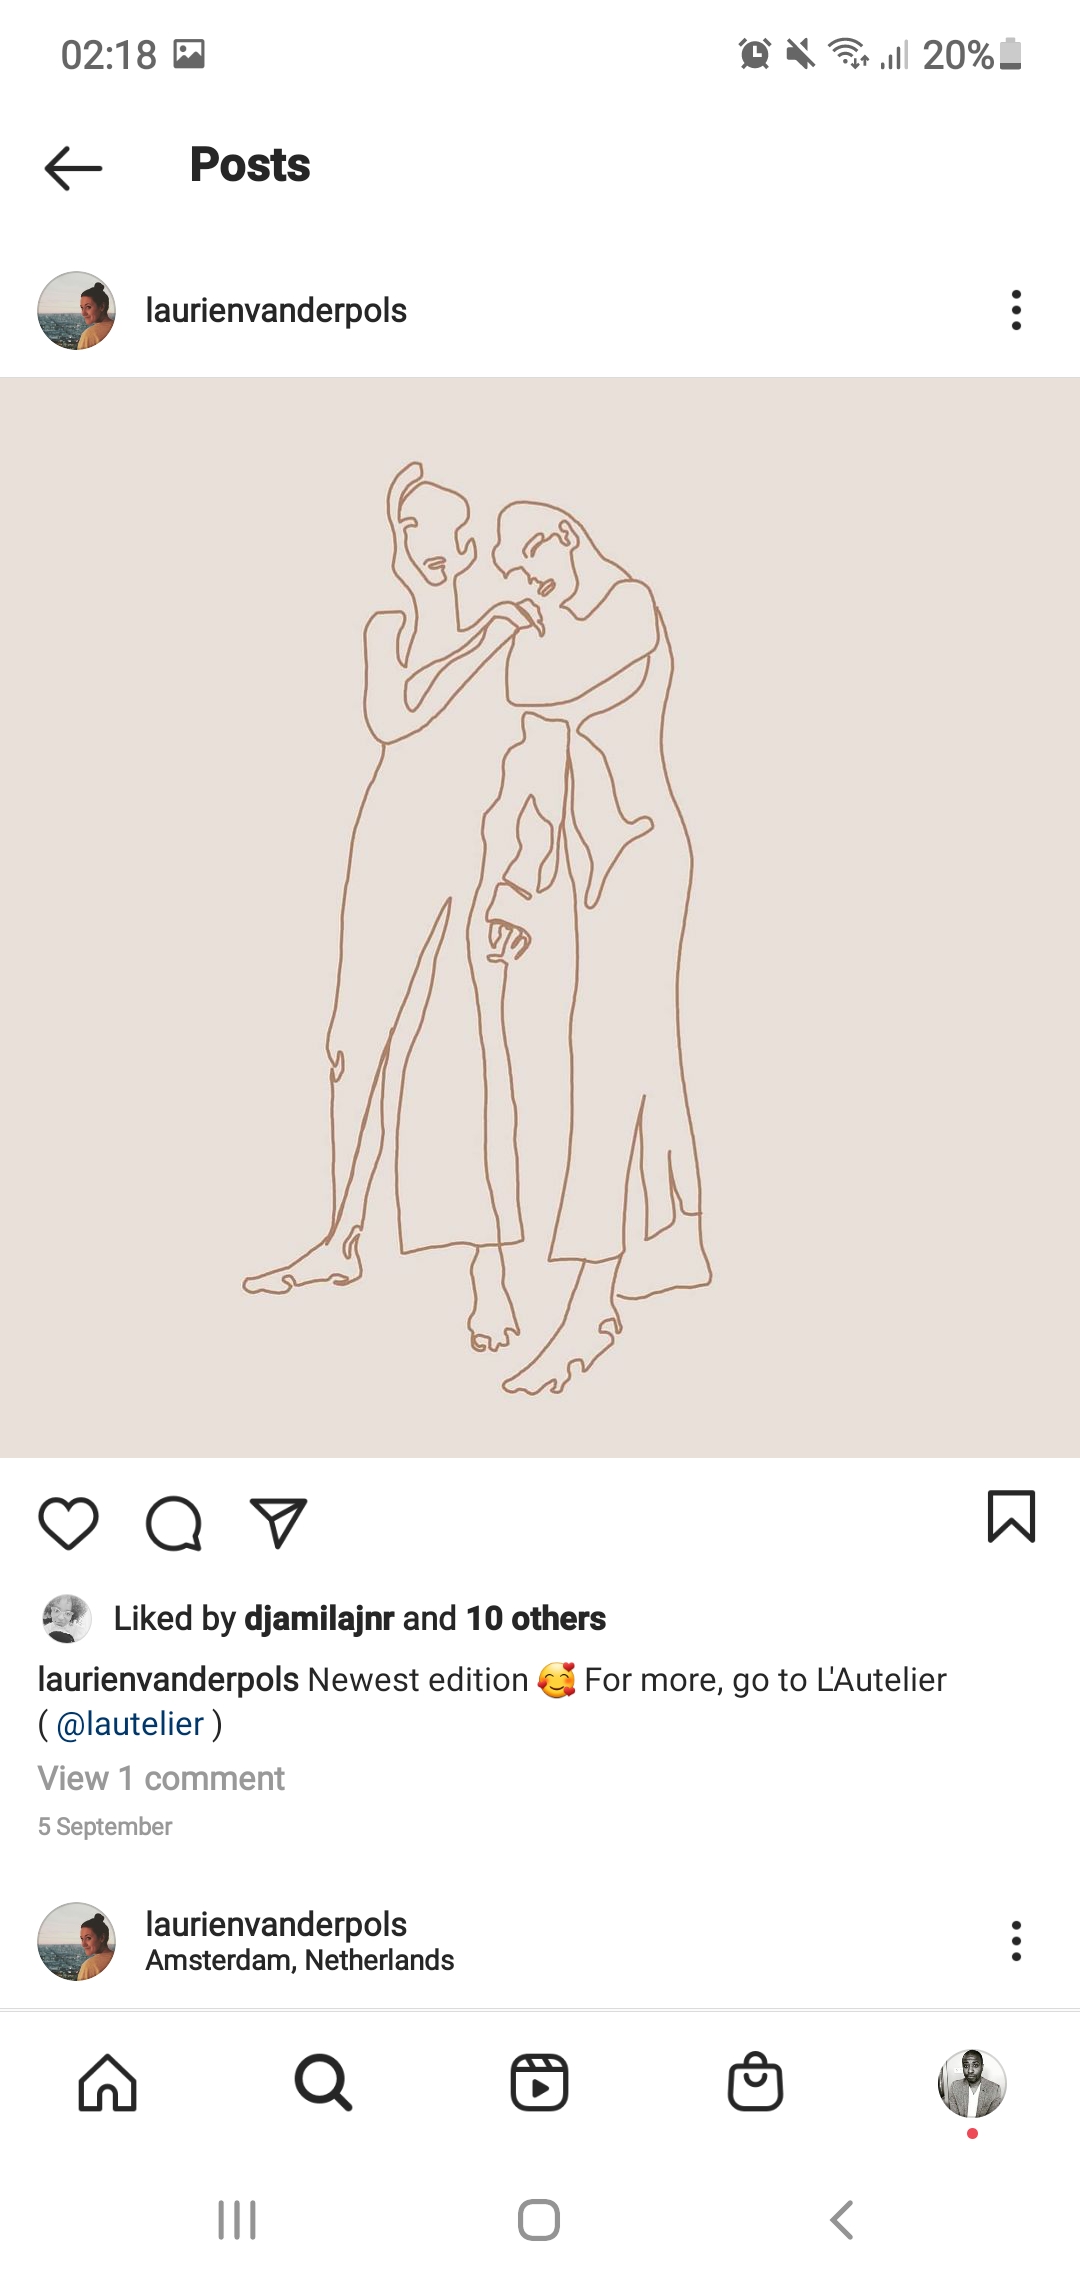 02:18 20%
Posts
laurienvanderpols
Liked by djamilajnr and 10 others
laurienvanderpols Newest edition 🥰 For more, go to L'Autelier
( @lautelier )
View 1 comment
5 September
laurienvanderpols
Amsterdam, Netherlands